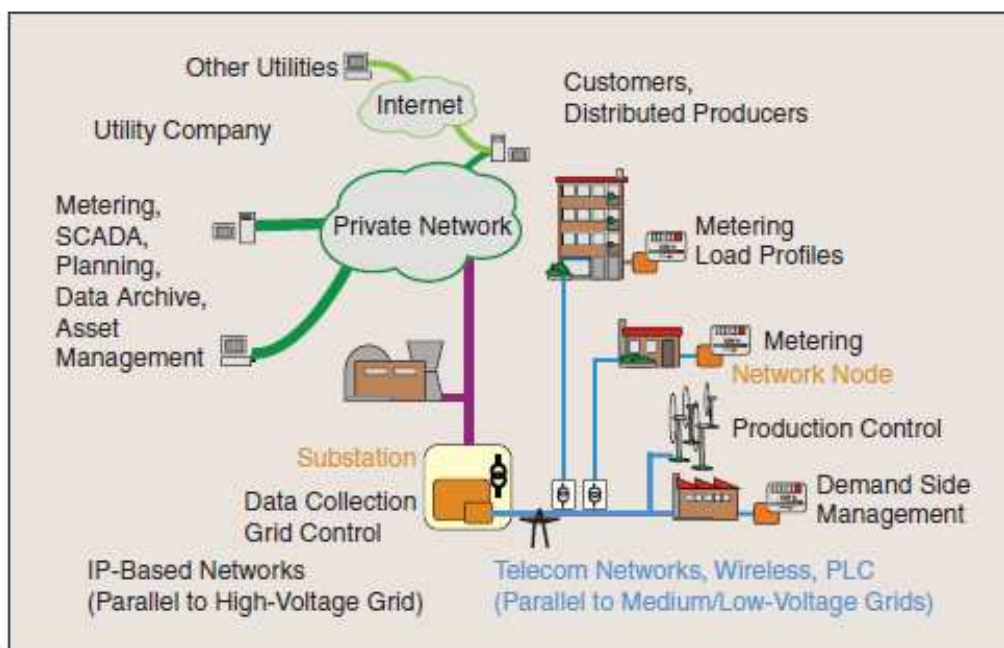 Other Utilities
Internet
Customers,
Distributed Producers
Utility Company
Metering,
SCADA,
Planning,
Data Archive,
Asset
Management
Private Network
Metering
Load Profiles
Metering
Network Node
Production Control
Substation
Data Collection
Grid Control
Demand Side
Management
IP-Based Networks
(Parallel to High-Voltage Grid)
Telecom Networks, Wireless, PLC
(Parallel to Medium/Low-Voltage Grids)